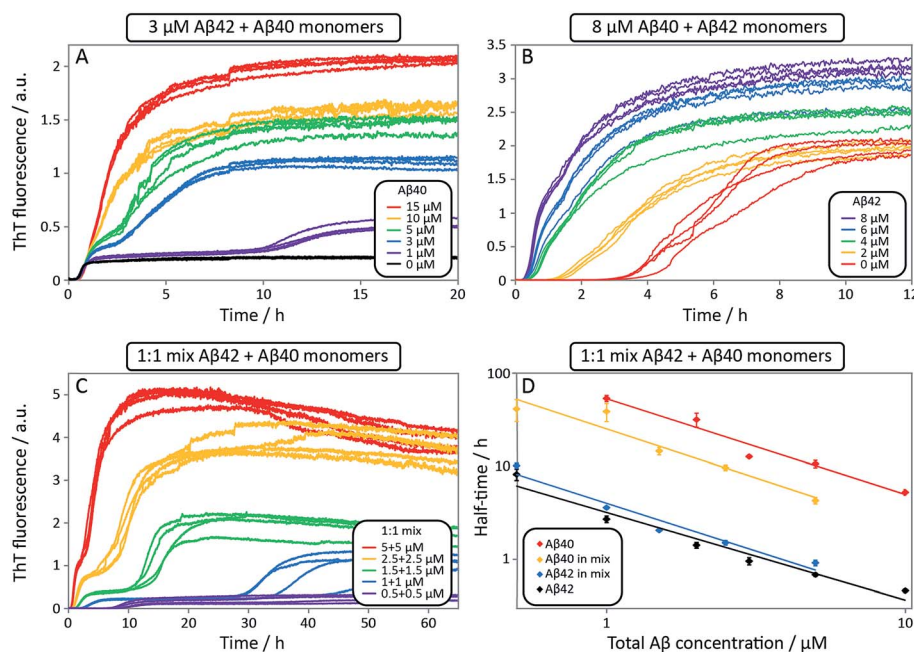 3 μM Aβ42 + Aβ40 monomers
8 μM Aβ40 + Aβ42 monomers
A
ThT fluorescence / a.u.
2
1.5
1
0.5
0
0
5
10
15
20
Time / h
Aβ40
15 μM
10 μM
5 μM
3 μM
1 μM
0 μM
B
3.5
3
2.5
2
1.5
1
0.5
0
0
2
4
6
8
10
12
Time / h
Aβ42
8 μM
6 μM
4 μM
2 μM
0 μM
1:1 mix Aβ42 + Aβ40 monomers
1:1 mix Aβ42 + Aβ40 monomers
C
ThT fluorescence / a.u.
5
4
3
2
1
0
0
10
20
30
40
50
60
Time / h
1:1 mix
5+5 μM
2.5+2.5 μM
1.5+1.5 μM
1+1 μM
0.5+0.5 μM
D
Half-time / h
100
10
1
1
10
Total Aβ concentration / μM
Aβ40
Aβ40 in mix
Aβ42 in mix
Aβ42